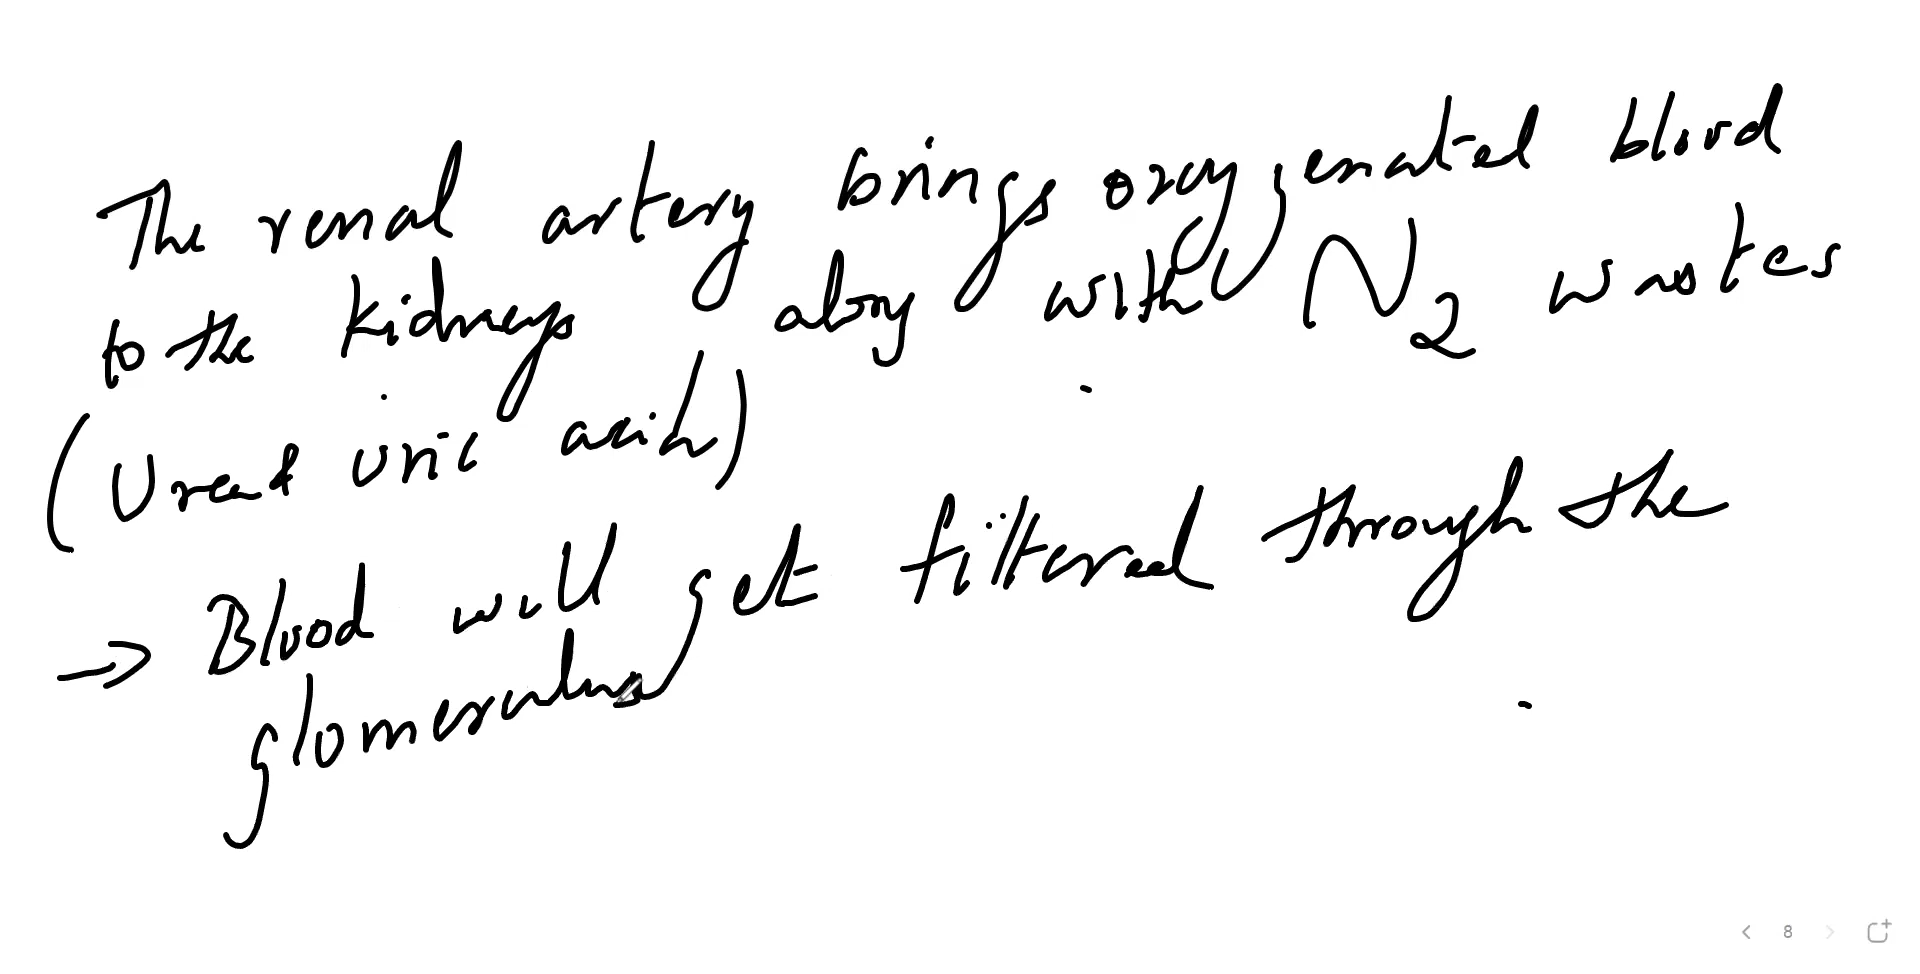 The renal artery brings oxygenated blood
to the kidneys along with N2 wastes
(Urea & uric acid)
→ Blood will get filtered through the
glomerulus
8